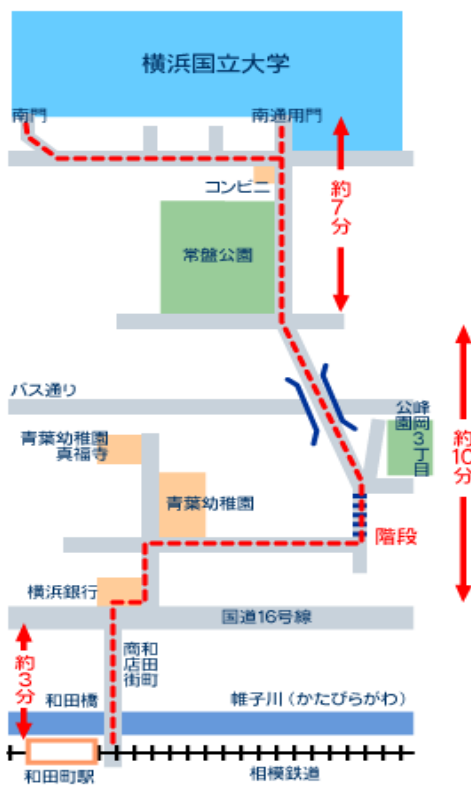 横浜国立大学
南門
南通用門
コンビニ
約7分
常盤公園
バス通り
峰岡3丁目
公園
約10分
青葉幼稚園
真福寺
青葉幼稚園
階段
横浜銀行
国道16号線
和田町
商店街
約3分
和田橋
帷子川(かたびらがわ)
和田町駅
相模鉄道